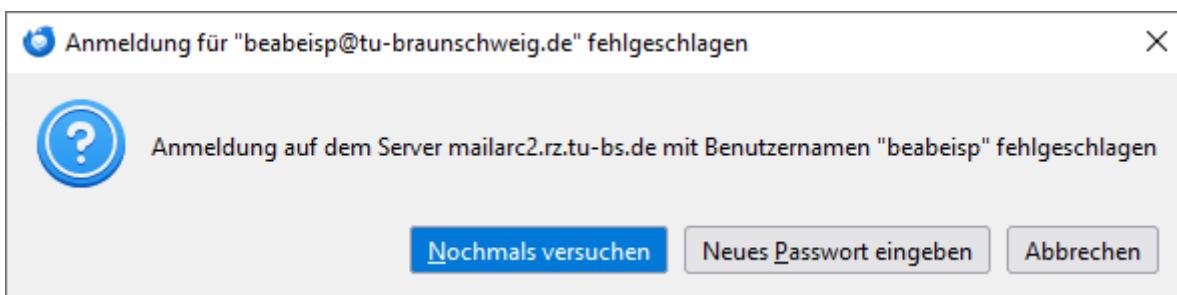 Anmeldung für "beabeisp@tu-braunschweig.de" fehlgeschlagen
Anmeldung auf dem Server mailarc2.rz.tu-bs.de mit Benutzernamen "beabeisp" fehlgeschlagen
Nochmals versuchen
Neues Passwort eingeben
Abbrechen